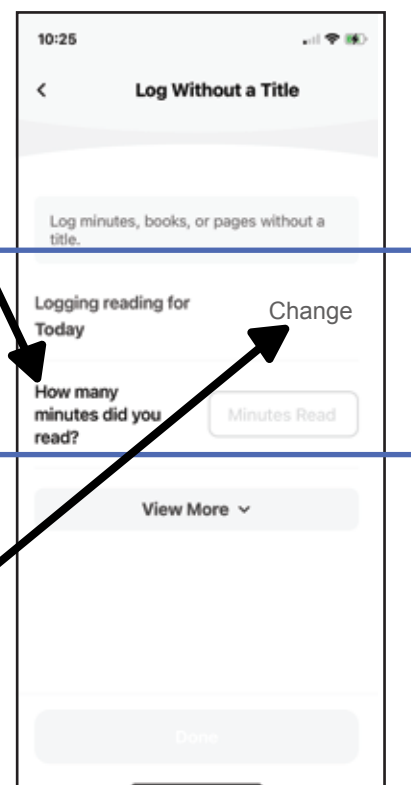 10:25
Log Without a Title
Log minutes, books, or pages without a
title.
Logging reading for
Today
Change
How many
minutes did you
read?
Minutes Read
View More
Done